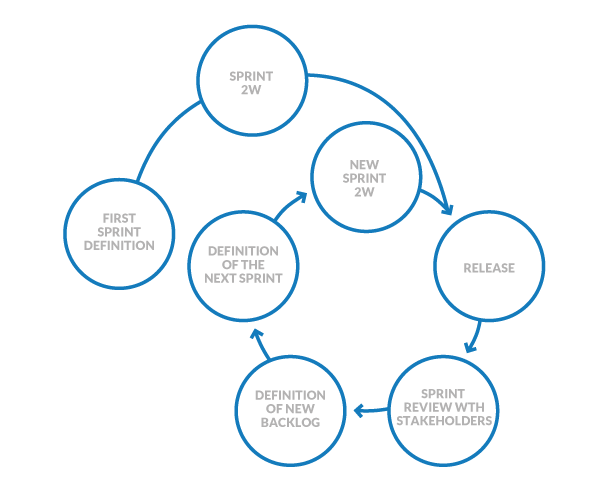 SPRINT
2W
NEW
SPRINT
2W
FIRST
SPRINT
DEFINITION
DEFINITION
OF THE
NEXT SPRINT
RELEASE
SPRINT
REVIEW WTH
STAKEHOLDERS
DEFINITION
OF NEW
BACKLOG